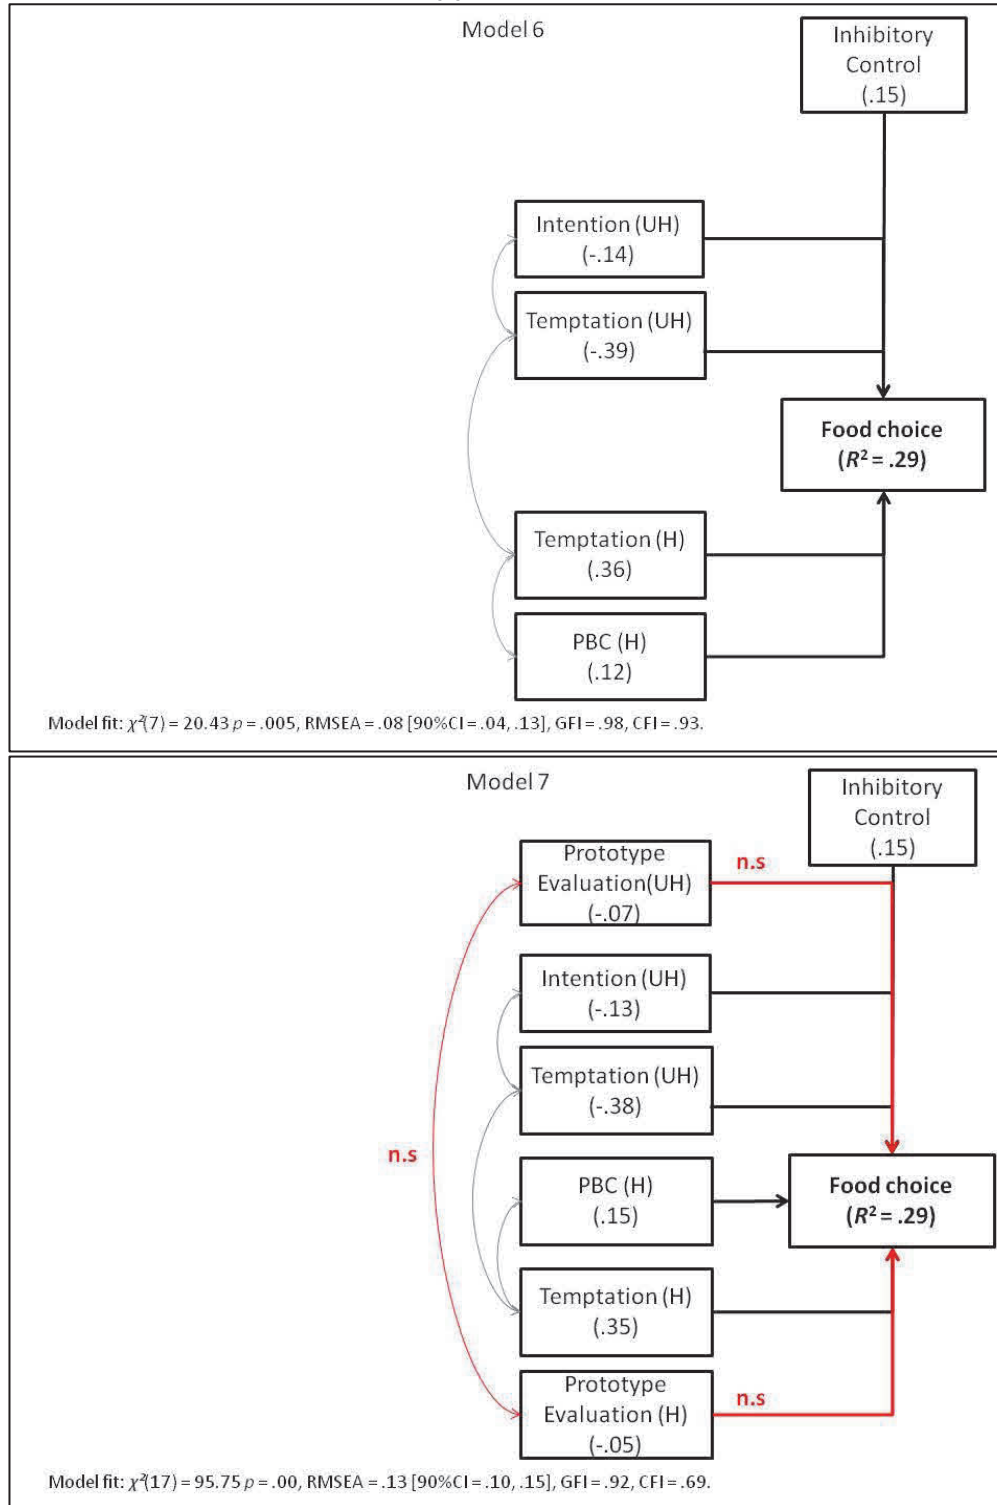 Model 6
Inhibitory
Control
(.15)
Intention (UH)
(-.14)
Temptation (UH)
(-.39)
Food choice
(R² = .29)
Temptation (H)
(.36)
PBC (H)
(.12)
Model fit: χ²(7) = 20.43 p = .005, RMSEA = .08 [90%CI = .04, .13], GFI = .98, CFI = .93.
Model 7
Inhibitory
Control
(.15)
Prototype
Evaluation(UH)
(-.07)
n.s
Intention (UH)
(-.13)
Temptation (UH)
(-.38)
n.s
PBC (H)
(.15)
Food choice
(R² = .29)
Temptation (H)
(.35)
Prototype
Evaluation (H)
(-.05)
n.s
Model fit: χ²(17) = 95.75 p = .00, RMSEA = .13 [90%CI = .10, .15], GFI = .92, CFI = .69.